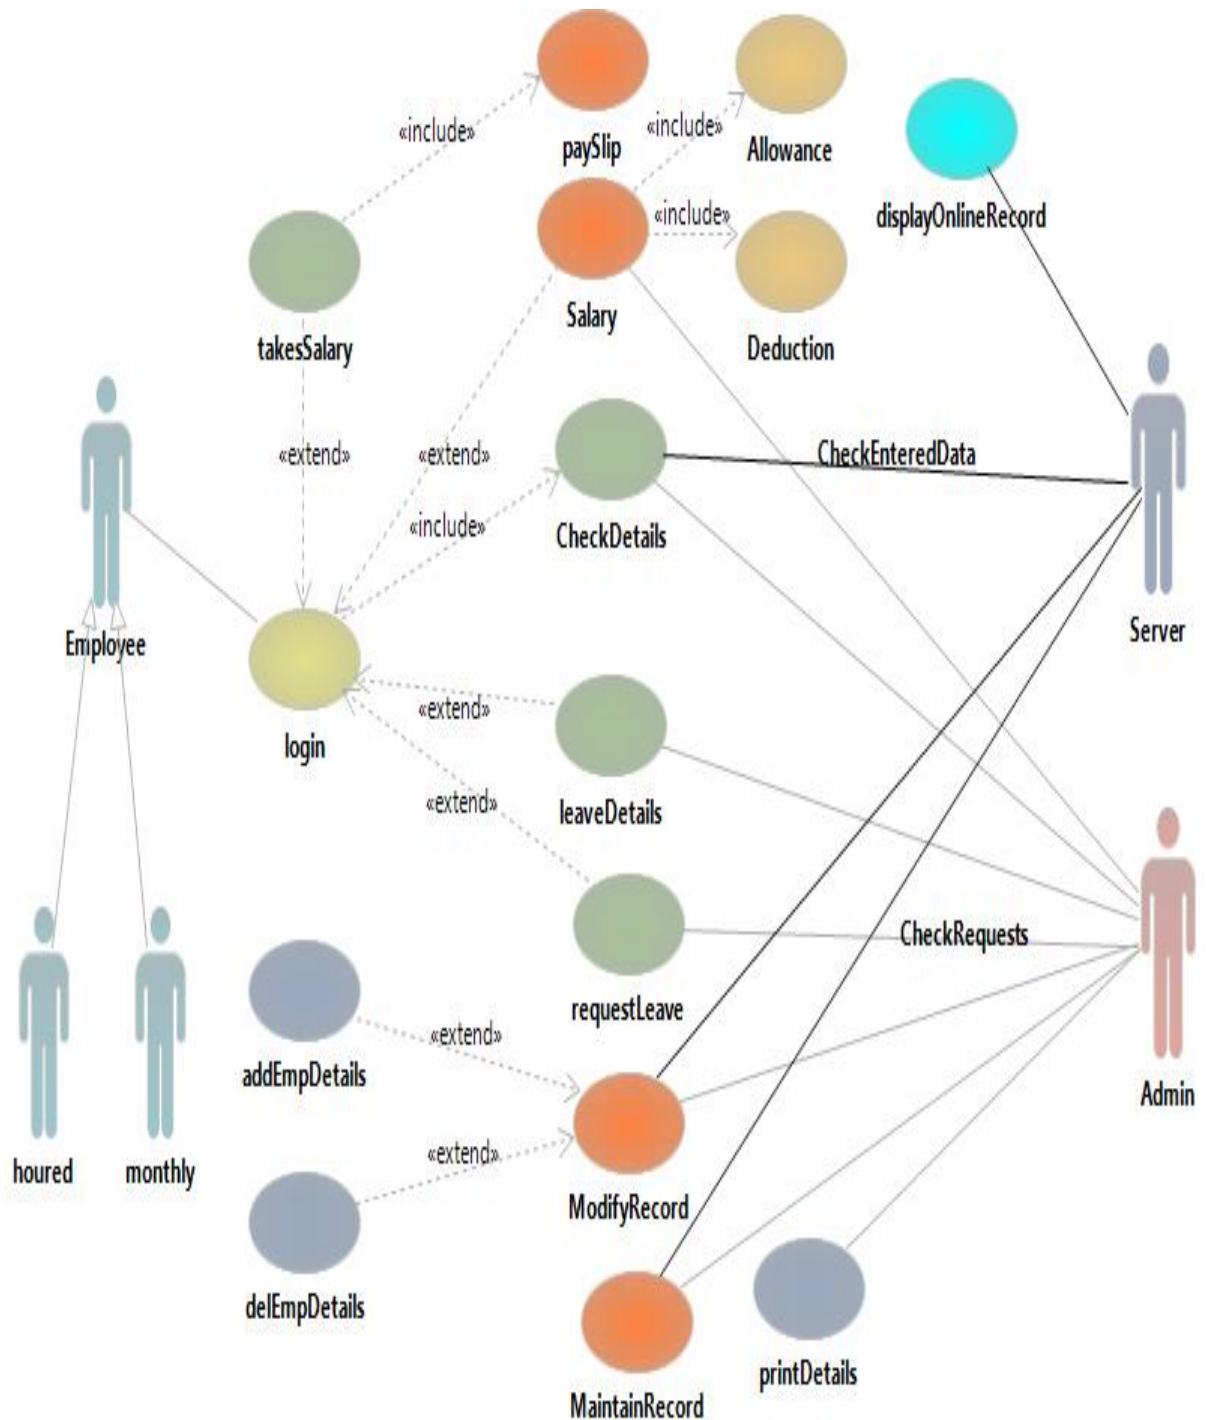 «include»
paySlip
«include»
Allowance
displayOnlineRecord
takesSalary
Salary
«include»
Deduction
«extend»
«extend»
«include»
CheckDetails
CheckEnteredData
Employee
Server
login
«extend»
leaveDetails
«extend»
requestLeave
CheckRequests
addEmpDetails
«extend»
Admin
houred
monthly
«extend»
ModifyRecord
delEmpDetails
MaintainRecord
printDetails